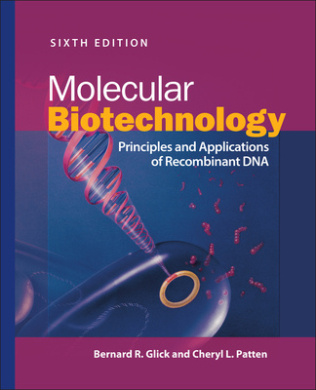 SIXTH EDITION
Molecular
Biotechnology
Principles and Applications
of Recombinant DNA
Bernard R. Glick and Cheryl L. Patten